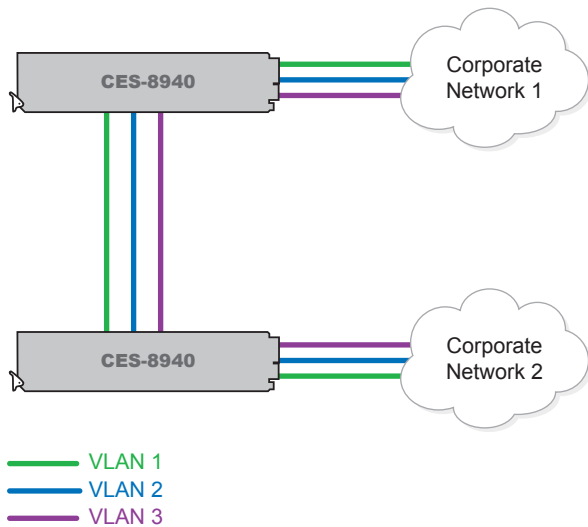 CES-8940
Corporate
Network 1
CES-8940
Corporate
Network 2
VLAN 1
VLAN 2
VLAN 3